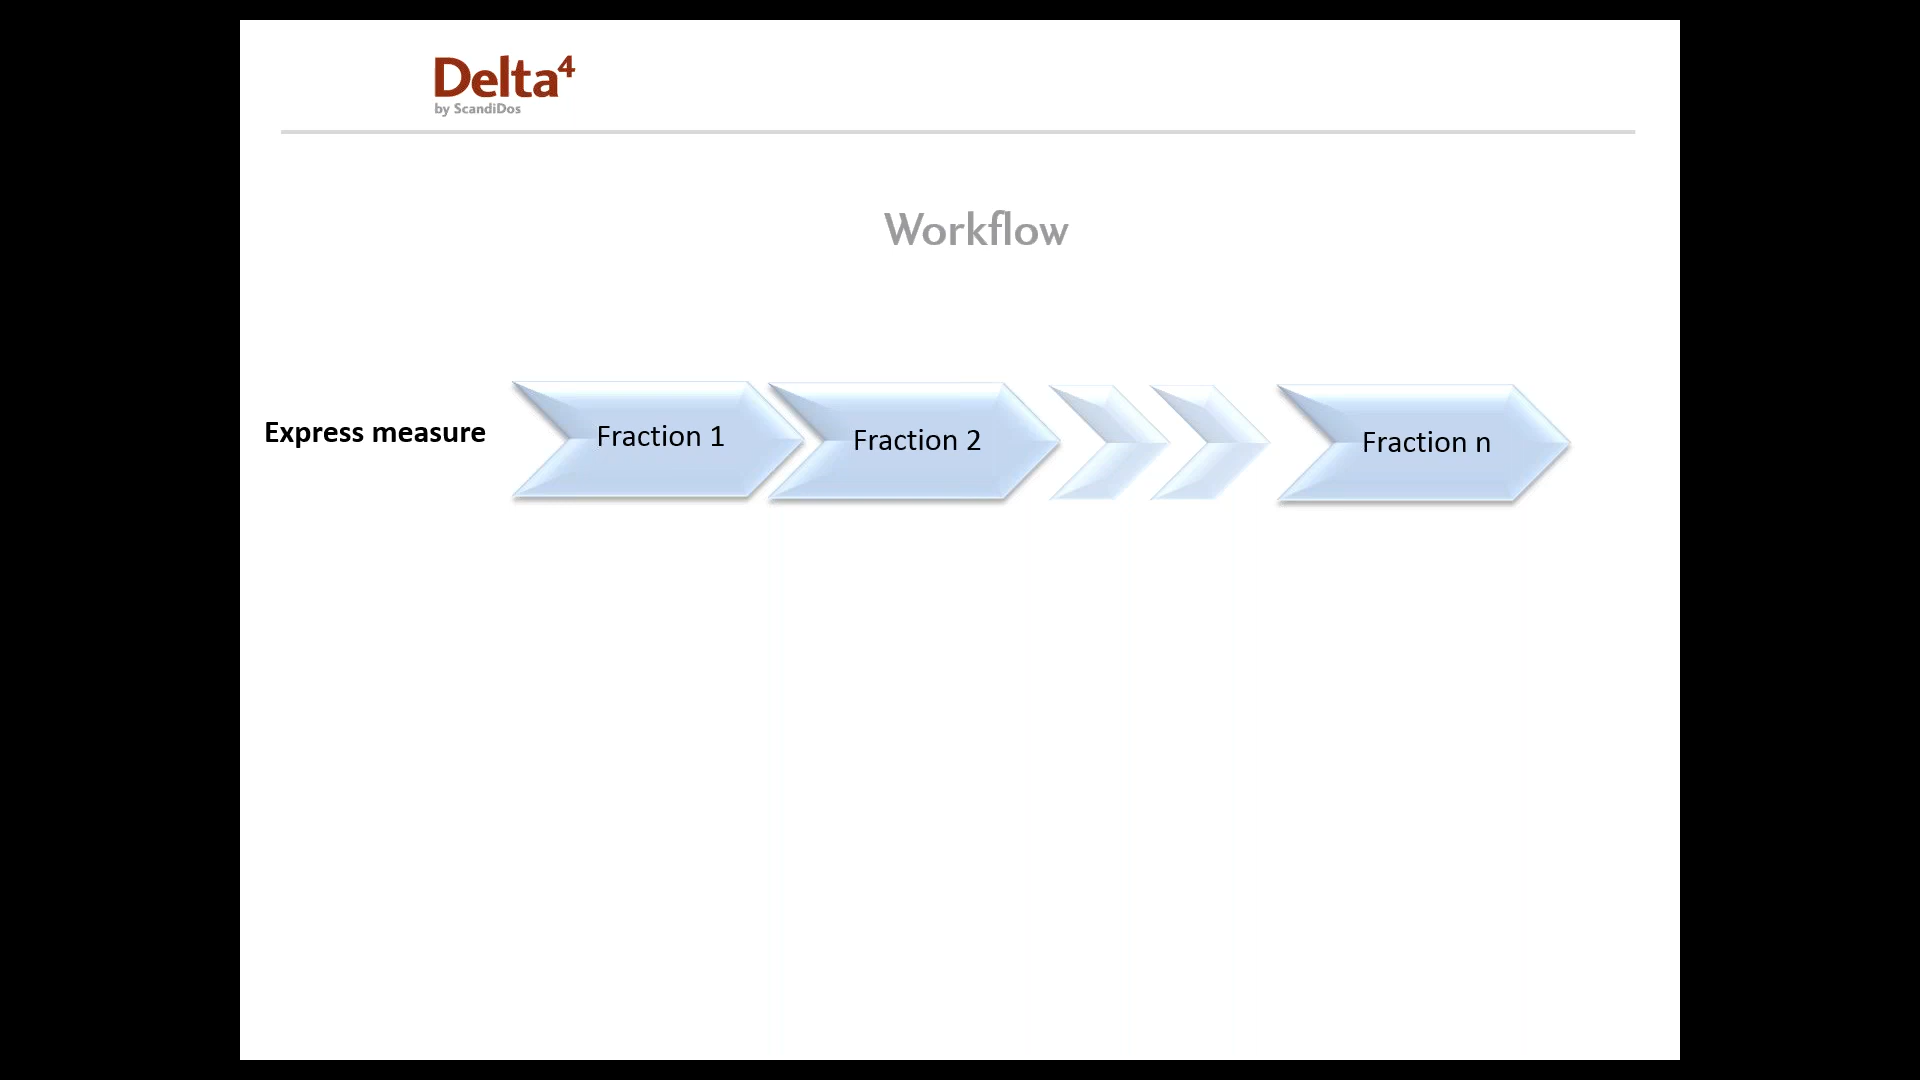 Delta4
by ScandiDos
Workflow
Express measure
Fraction 1
Fraction 2
Fraction n